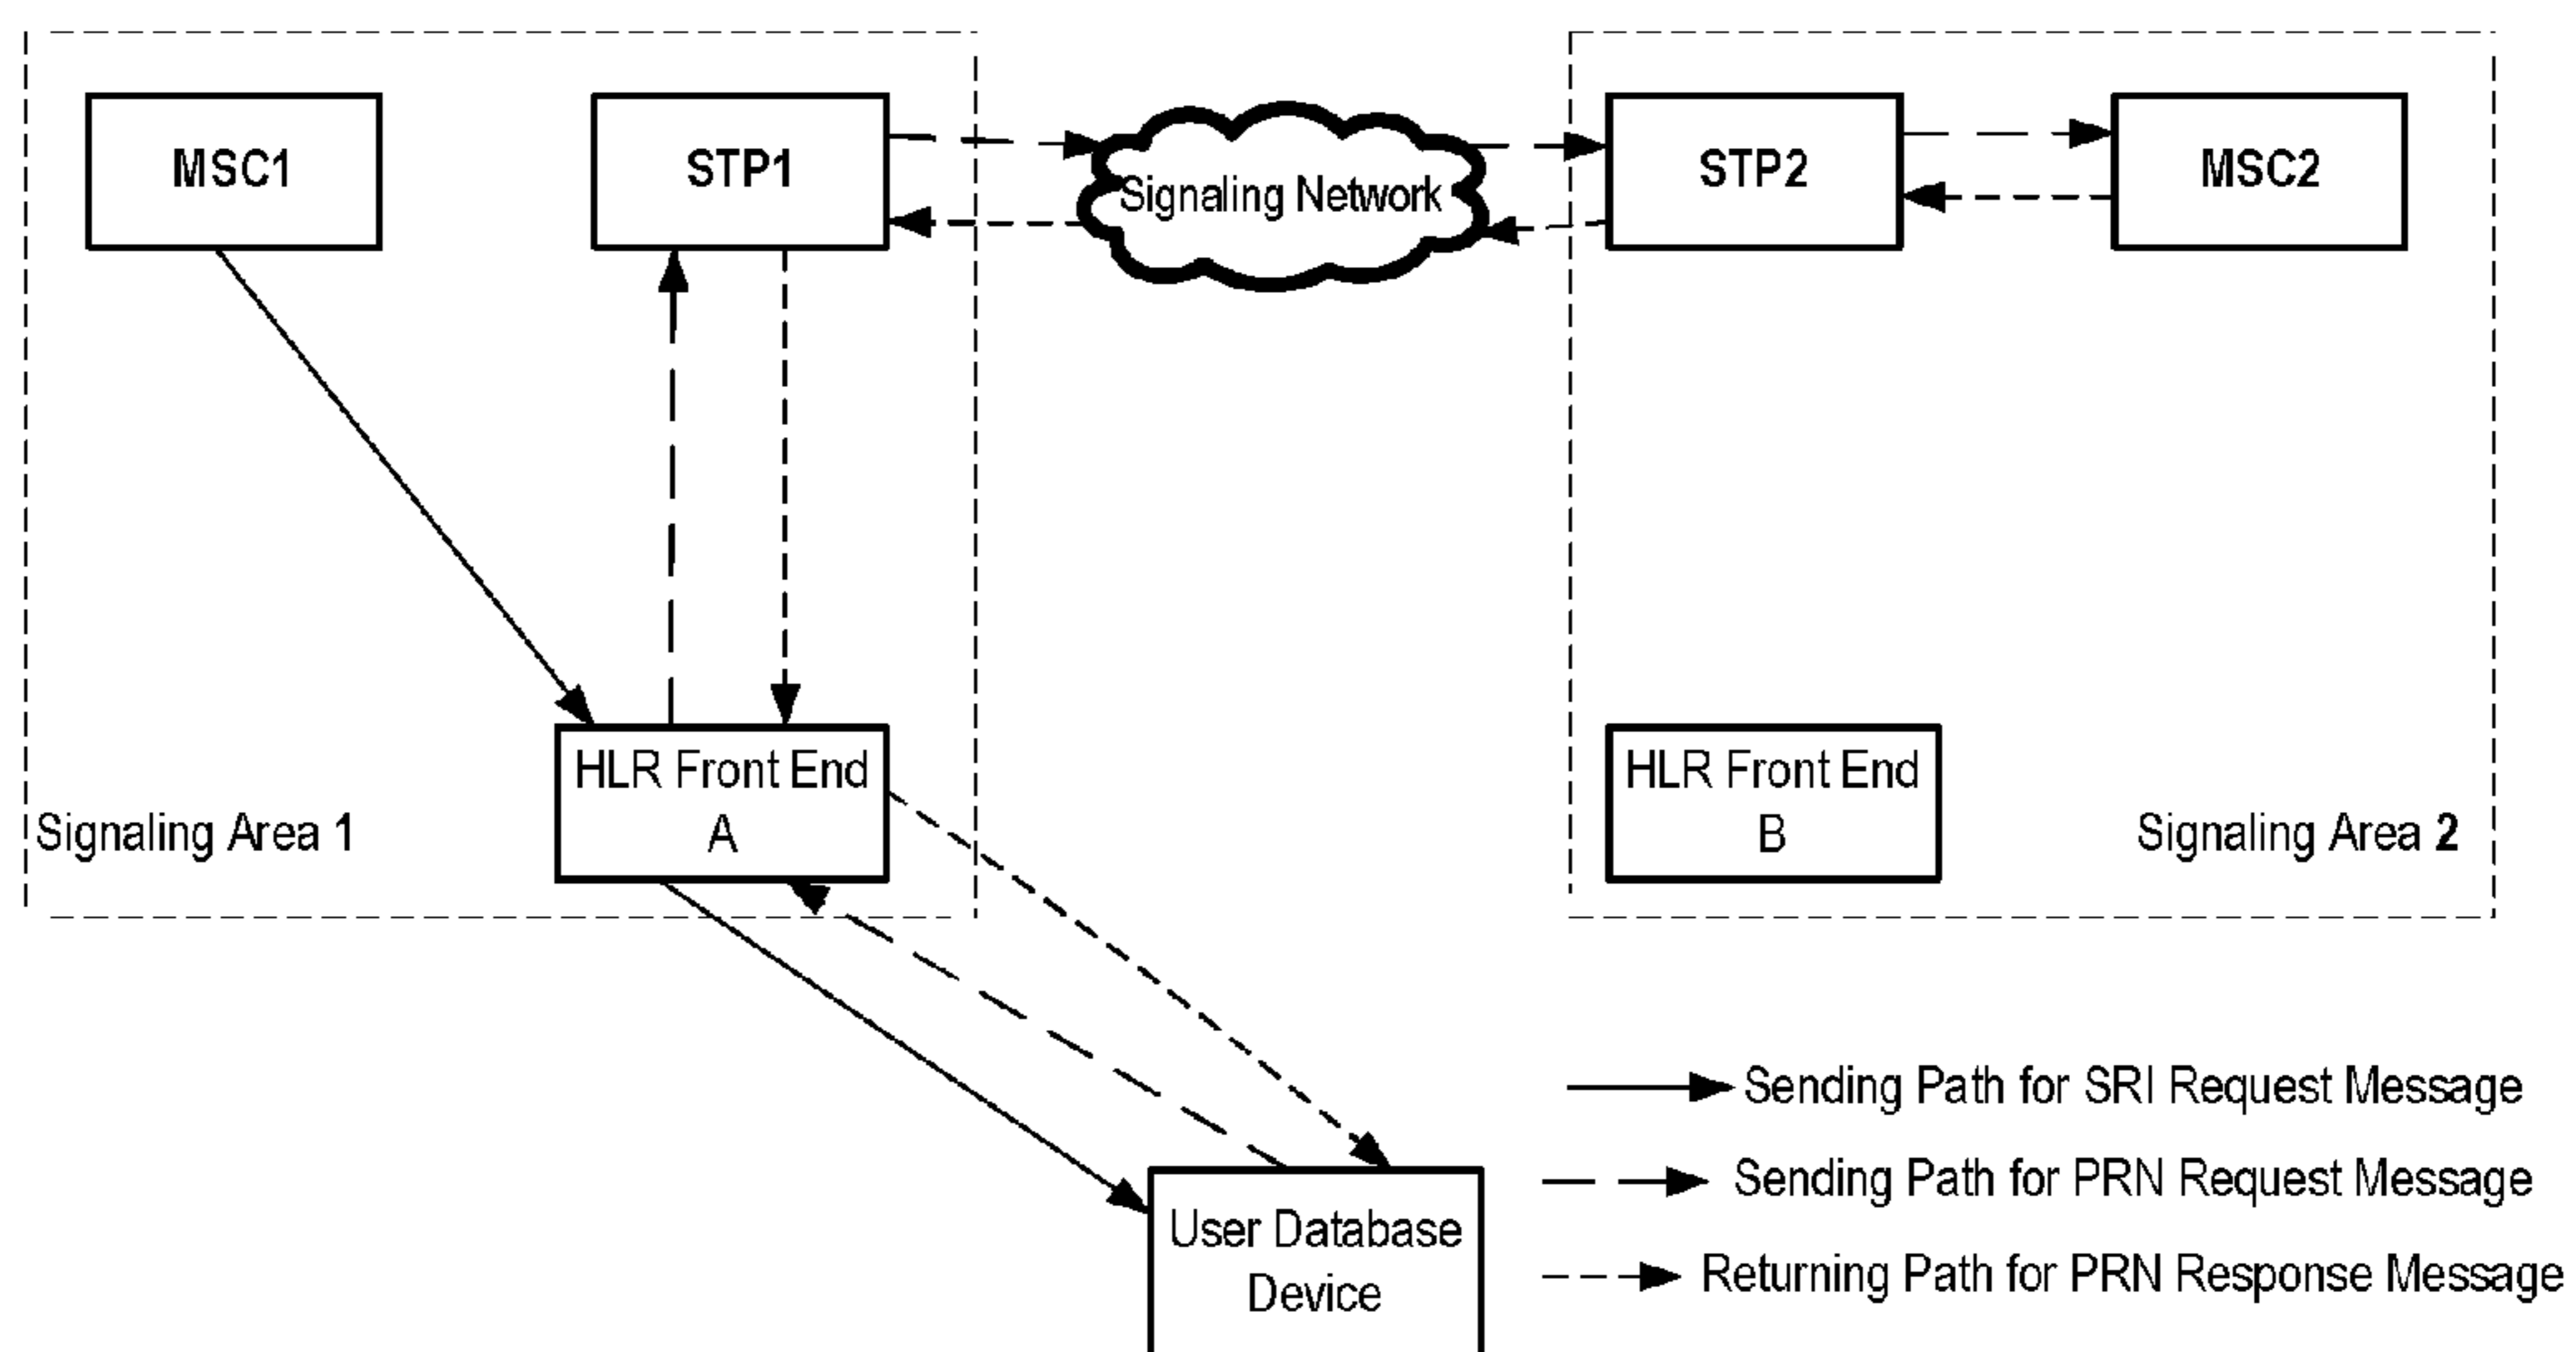 MSC1
STP1
Signaling Network
STP2
MSC2
HLR Front End
A
Signaling Area 1
HLR Front End
B
Signaling Area 2
User Database
Device
Sending Path for SRI Request Message
Sending Path for PRN Request Message
Returning Path for PRN Response Message